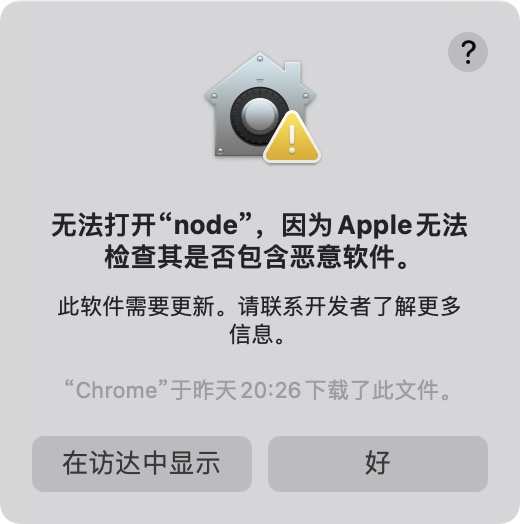 ?
无法打开“node”，因为 Apple 无法
检查其是否包含恶意软件。
此软件需要更新。请联系开发者了解更多
信息。
“Chrome”于昨天 20:26 下载了此文件。
在访达中显示
好